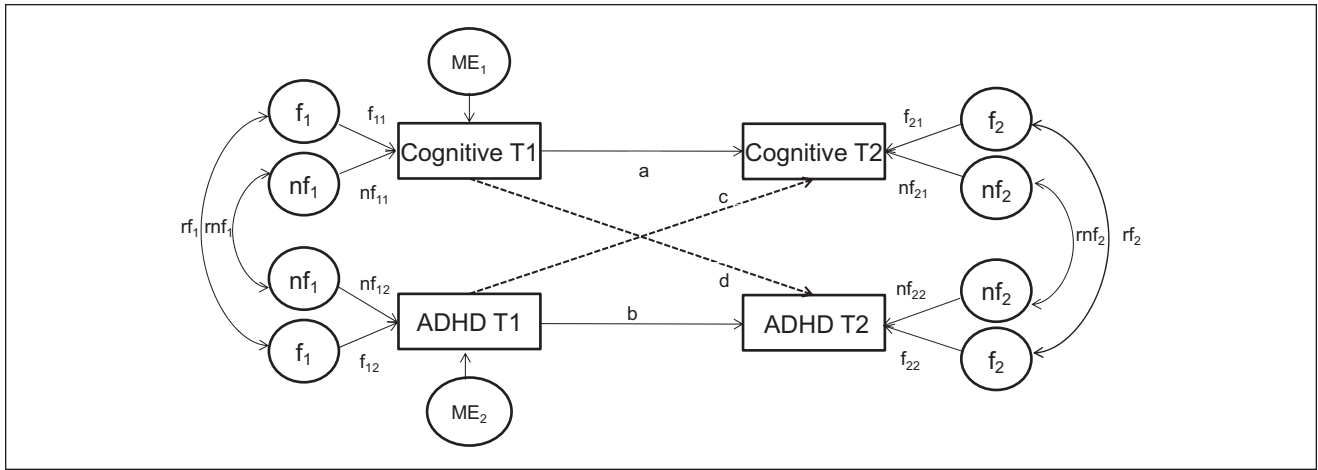 ME₁
f₁
f₁₁
f₂₁
f₂
Cognitive T1
Cognitive T2
a
nf₁
nf₁₁
nf₂₁
nf₂
c
rf₁
rnf₁
rnf₂
rf₂
nf₁
nf₁₂
d
nf₂₂
nf₂
ADHD T1
b
ADHD T2
f₁
f₁₂
f₂₂
f₂
ME₂